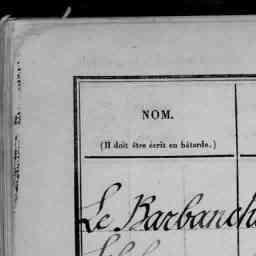 NOM.
(Il doit être écrit en bâtarde.)
Le Barbanch